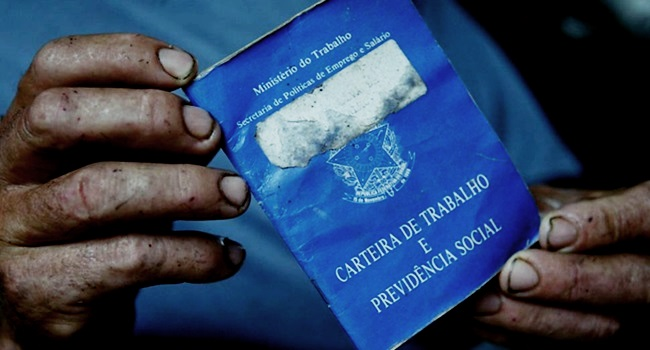 Ministério do Trabalho
Secretaria de Políticas de Emprego e Salário
CARTEIRA DE TRABALHO
E
PREVIDÊNCIA SOCIAL